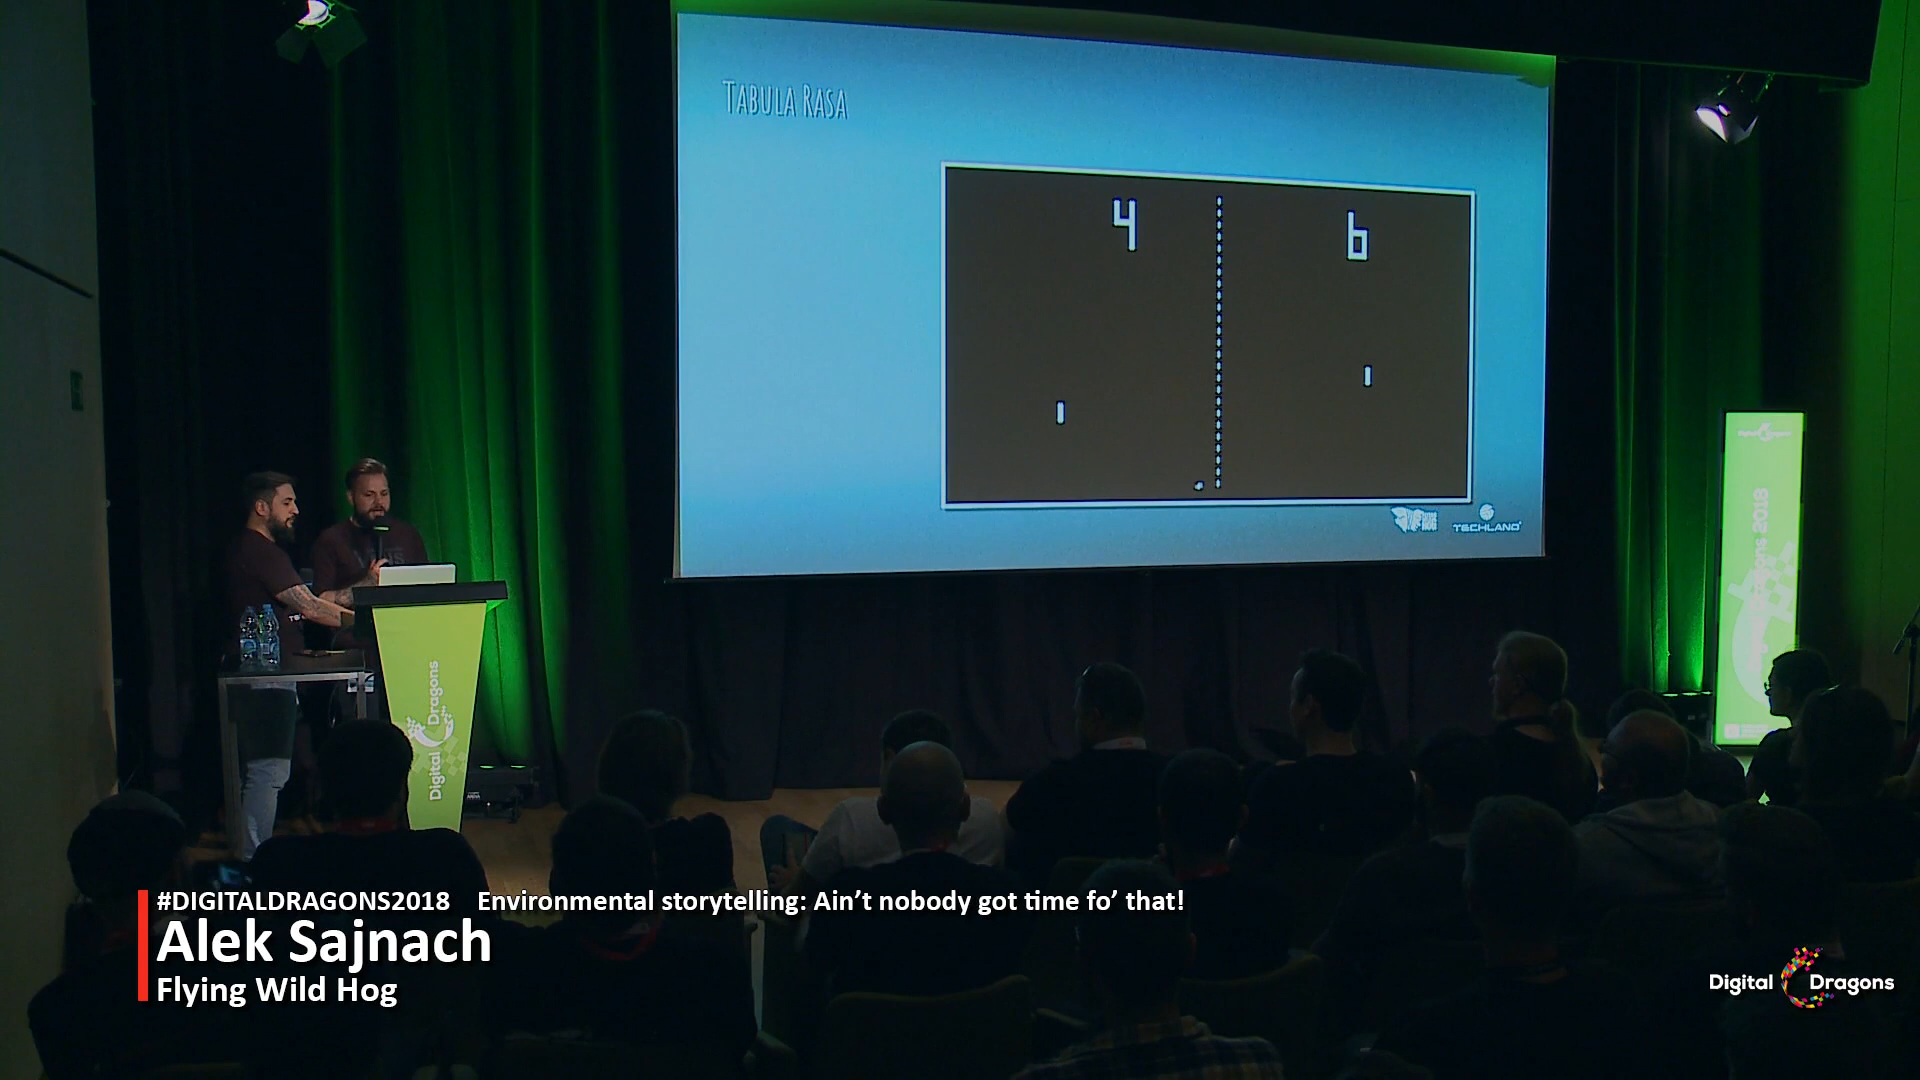 TABULA RASA
4 6
TECHLAND
Digital Dragons
#DIGITALDRAGONS2018 Environmental storytelling: Ain't nobody got time fo' that!
Alek Sajnach
Flying Wild Hog
Digital Dragons